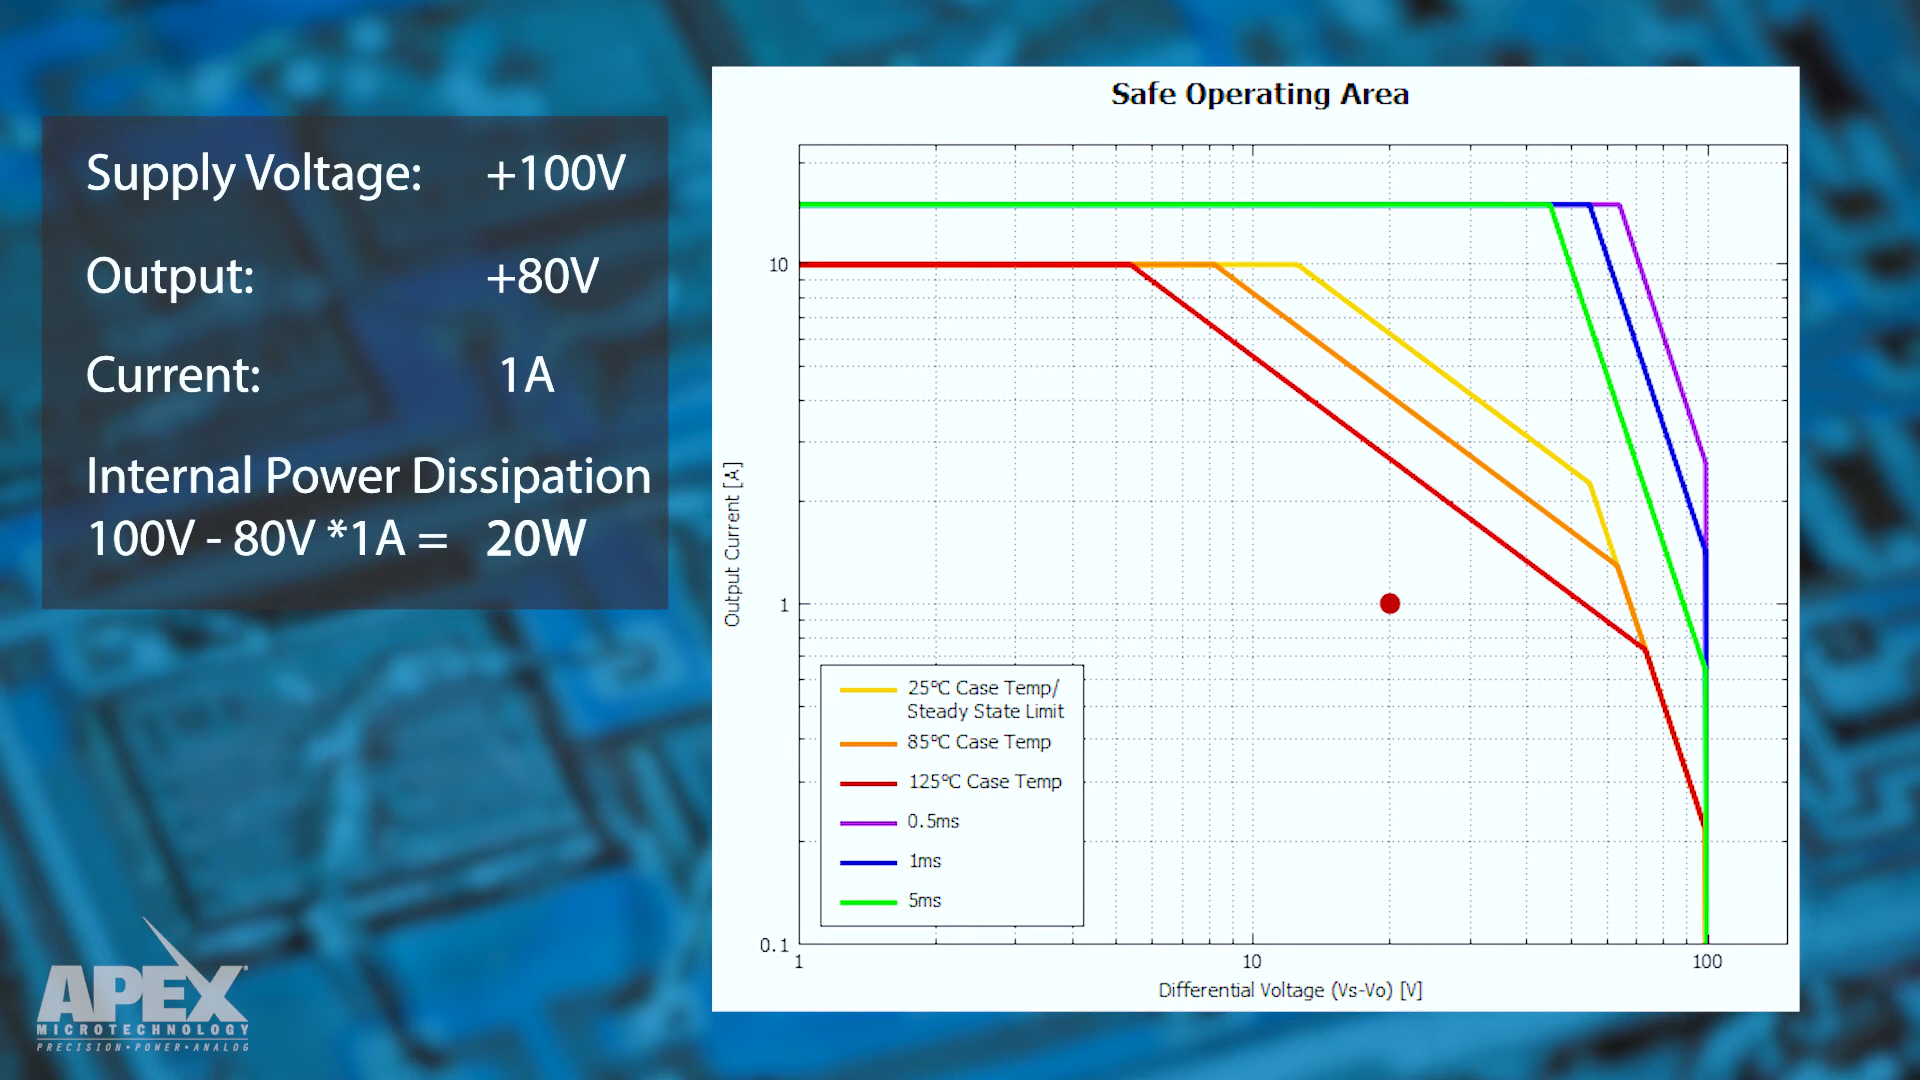 Supply Voltage: +100V
Output: +80V
Current: 1A
Internal Power Dissipation
100V - 80V *1A = 20W
APEX
MICROTECHNOLOGY
PRECISION•POWER•ANALOG
Safe Operating Area
Output Current [A]
10
1
0.1
25°C Case Temp/
Steady State Limit
85°C Case Temp
125°C Case Temp
0.5ms
1ms
5ms
1 10 100
Differential Voltage (Vs-Vo) [V]